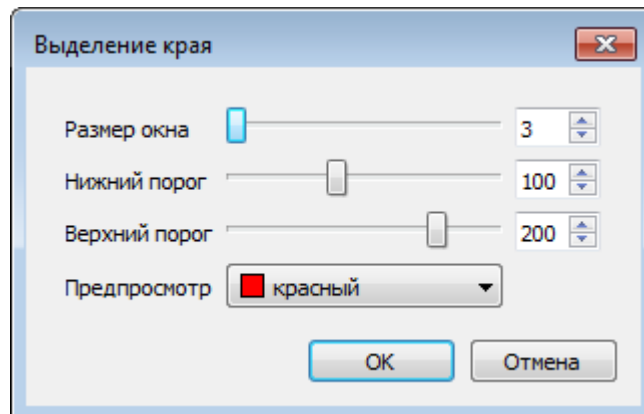 Выделение края
Размер окна 3
Нижний порог 100
Верхний порог 200
Предпросмотр красный
OK Отмена